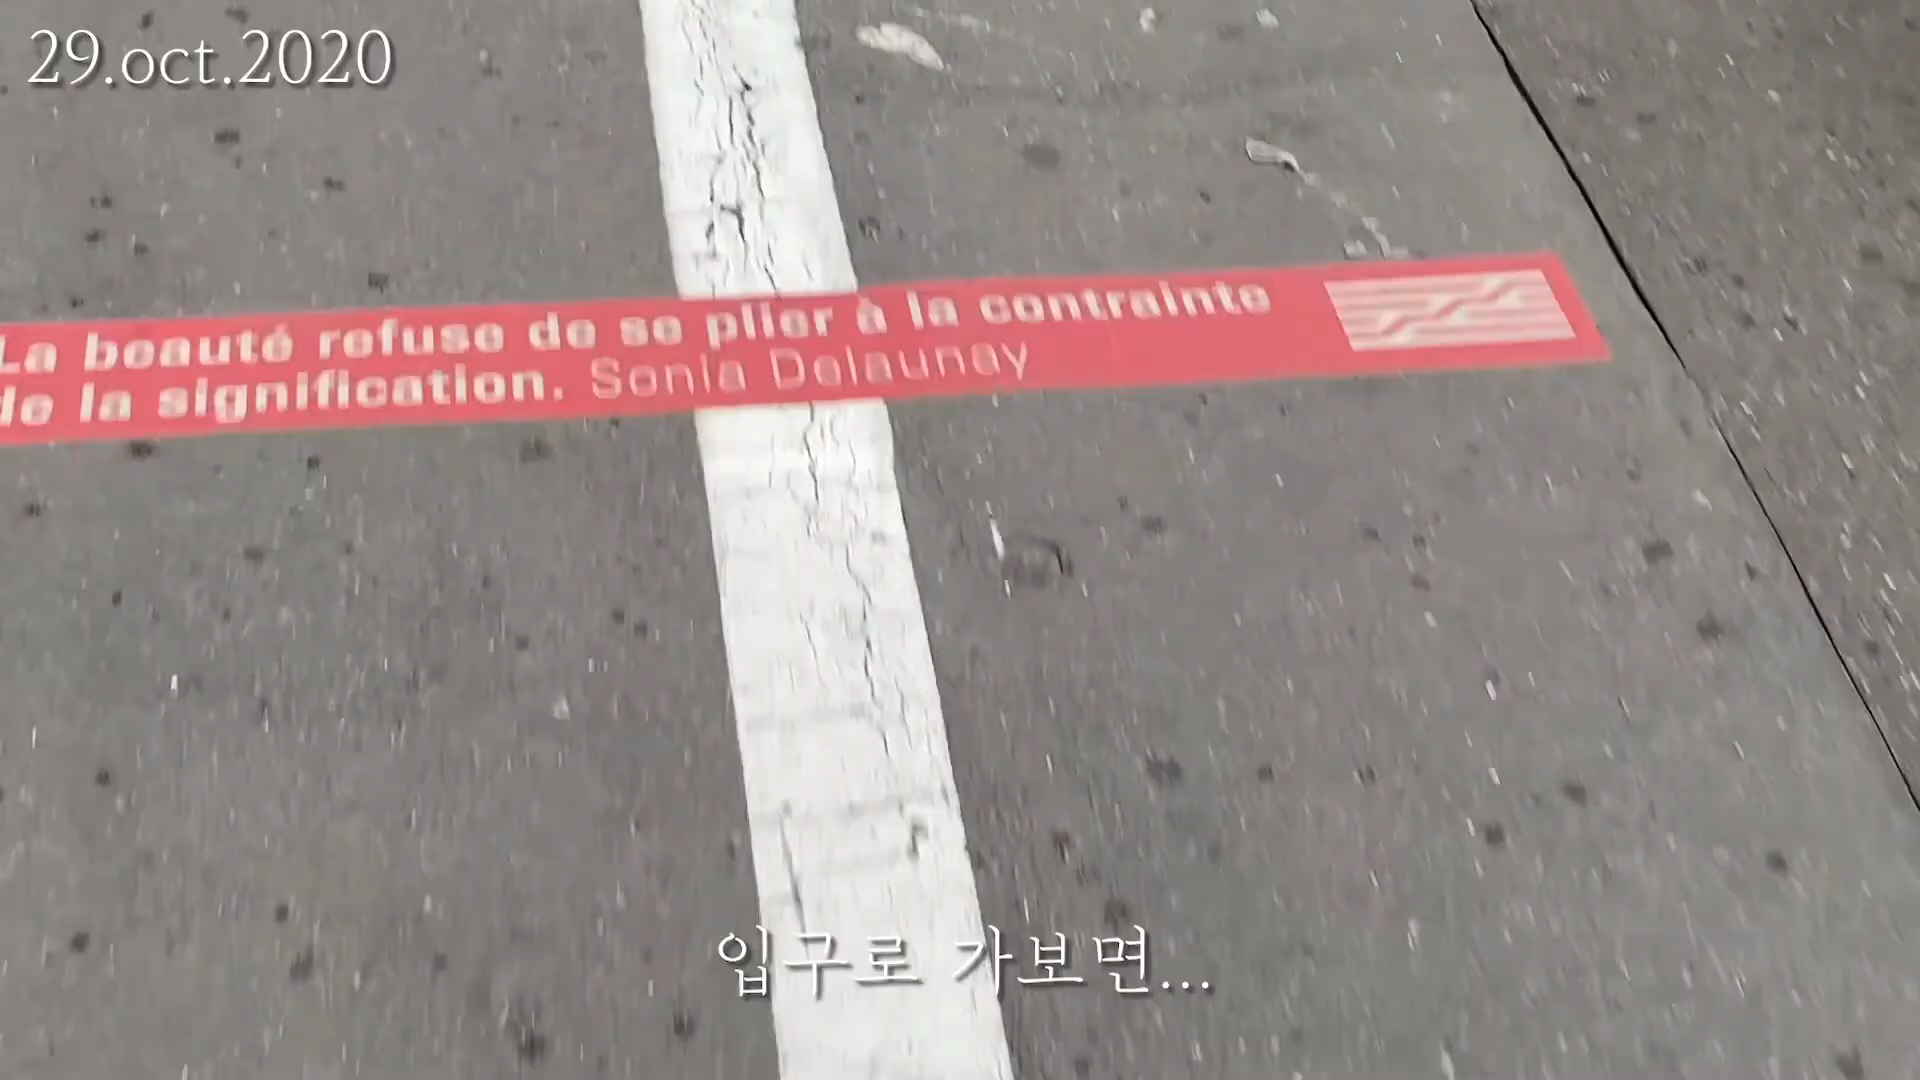 29.oct.2020
La beauté refuse de se plier à la contrainte
de la signification. Sonia Delaunay
입구로 가보면...